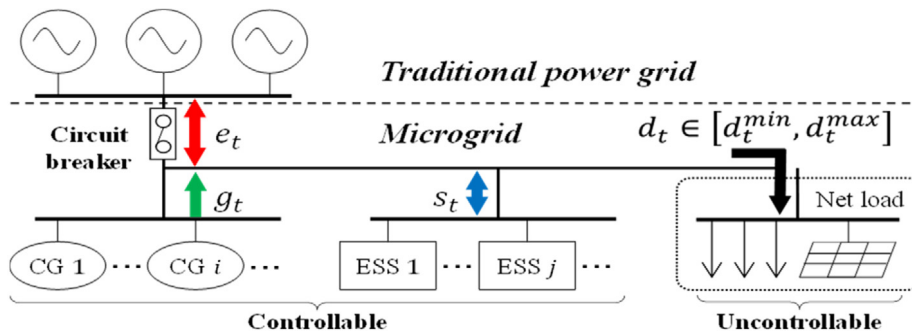 Traditional power grid
Circuit
breaker
e_t
Microgrid
d_t ∈ [d_t^{min}, d_t^{max}]
g_t
s_t
Net load
CG 1 ··· CG i ···
ESS 1 ··· ESS j ···
Controllable
Uncontrollable